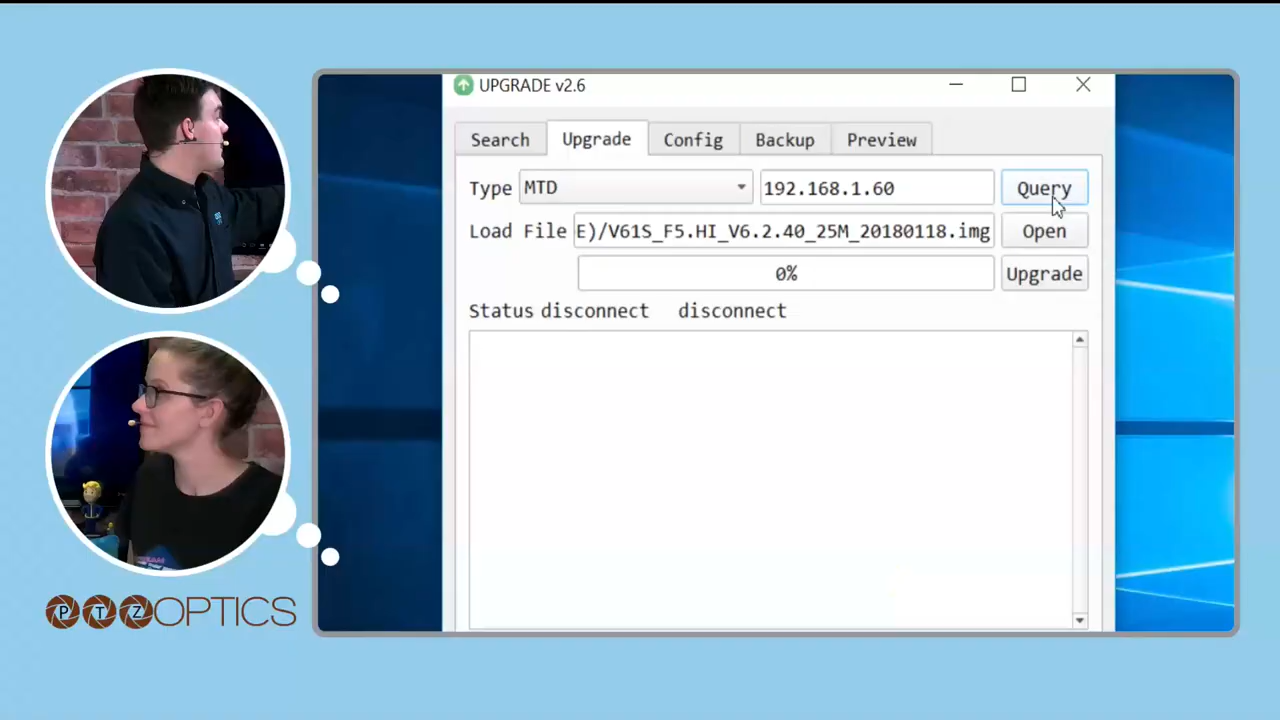 UPGRADE v2.6
Search Upgrade Config Backup Preview
Type MTD 192.168.1.60 Query
Load File E)/V61S_F5.HI_V6.2.40_25M_20180118.img Open
0% Upgrade
Status disconnect disconnect
PTZOPTICS